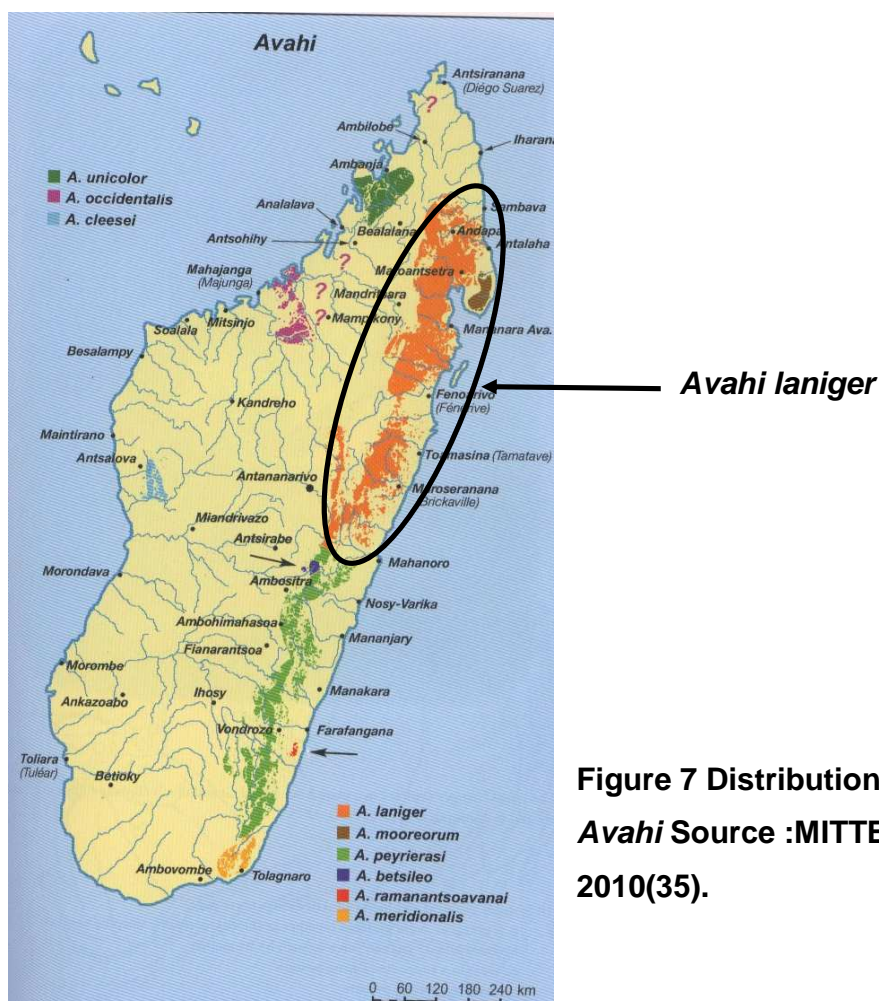 Avahi
Antsiranana
(Diégo Suarez)
?
Ambilobe
Iharana
Ambanja
A. unicolor
A. occidentalis
A. cleesei
Analalava
Sambava
Bealalana
Andapa
Antsohihy
Antalaha
?
Maroantsetra
Mahajanga
(Majunga)
?
Mandritsara
?
Mampikony
Mananara Ava.
Mitsinjo
Soalala
Besalampy
Avahi laniger
Fenoarivo
(Fénérive)
Kandreho
Maintirano
Antsalova
Toamasina (Tamatave)
Antananarivo
Moroseranana
(Brickaville)
Miandrivazo
Antsirabe
Mahanoro
Morondava
Ambositra
Nosy-Varika
Ambohimahasoa
Mananjary
Fianarantsoa
Morombe
Ihosy
Manakara
Ankazoabo
Vondrozo
Farafangana
Toliara
(Tuléar)
Betioky
Figure 7 Distribution
A. laniger
A. mooreorum
Avahi Source :MITTE
A. peyrierasi
Ambovombe
Tolagnaro
A. betsileo
2010(35).
A. ramanantsoavanai
A. meridionalis
0 60 120 180 240 km